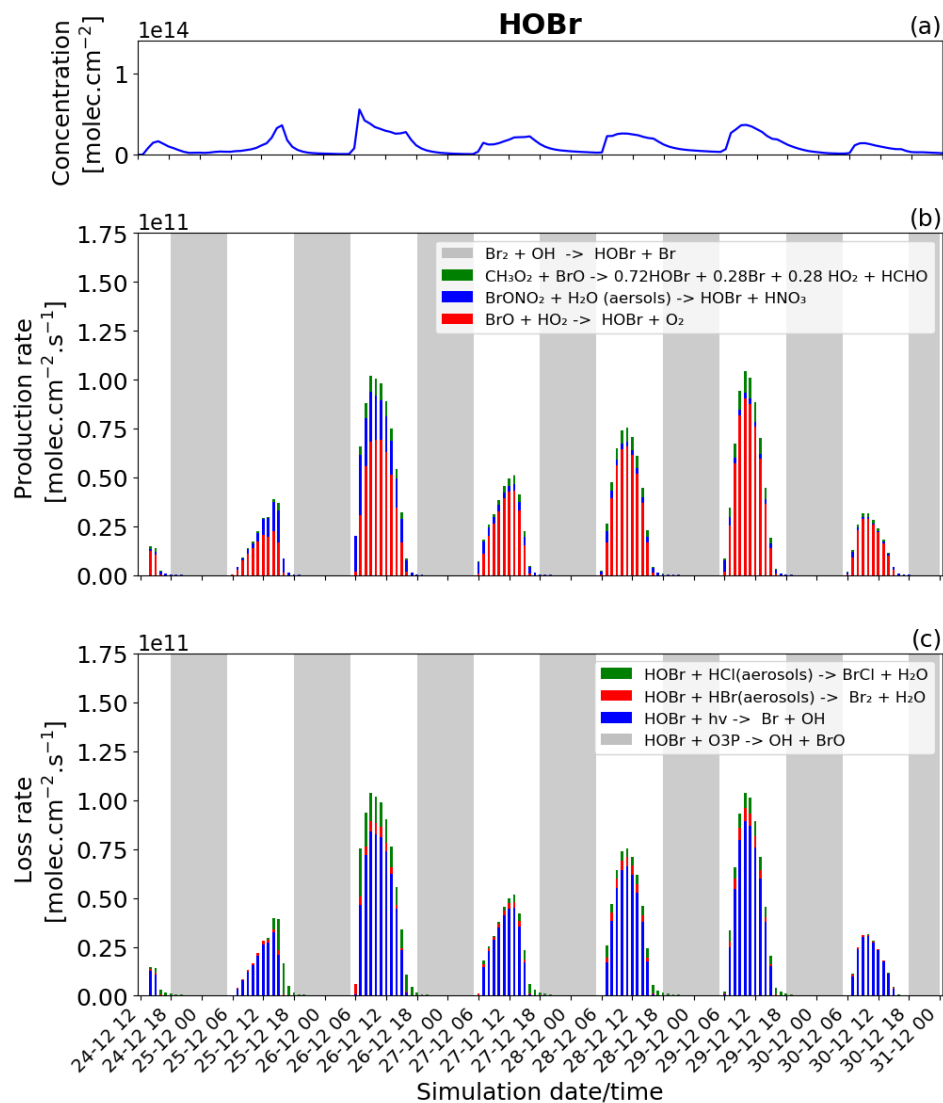 HOBr
(a)
1e14
Concentration
[molec.cm⁻²]
1
0
(b)
1e11
Production rate
[molec.cm⁻².s⁻¹]
1.75
1.50
1.25
1.00
0.75
0.50
0.25
0.00
Br₂ + OH -> HOBr + Br
CH₃O₂ + BrO -> 0.72HOBr + 0.28Br + 0.28 HO₂ + HCHO
BrONO₂ + H₂O (aersols) -> HOBr + HNO₃
BrO + HO₂ -> HOBr + O₂
(c)
1e11
Loss rate
[molec.cm⁻².s⁻¹]
1.75
1.50
1.25
1.00
0.75
0.50
0.25
0.00
HOBr + HCl(aerosols) -> BrCl + H₂O
HOBr + HBr(aerosols) -> Br₂ + H₂O
HOBr + hv -> Br + OH
HOBr + O3P -> OH + BrO
24-12 12
24-12 18
25-12 00
25-12 06
25-12 12
25-12 18
26-12 00
26-12 06
26-12 12
26-12 18
27-12 00
27-12 06
27-12 12
27-12 18
28-12 00
28-12 06
28-12 12
28-12 18
29-12 00
29-12 06
29-12 12
29-12 18
30-12 00
30-12 06
30-12 12
30-12 18
31-12 00
Simulation date/time